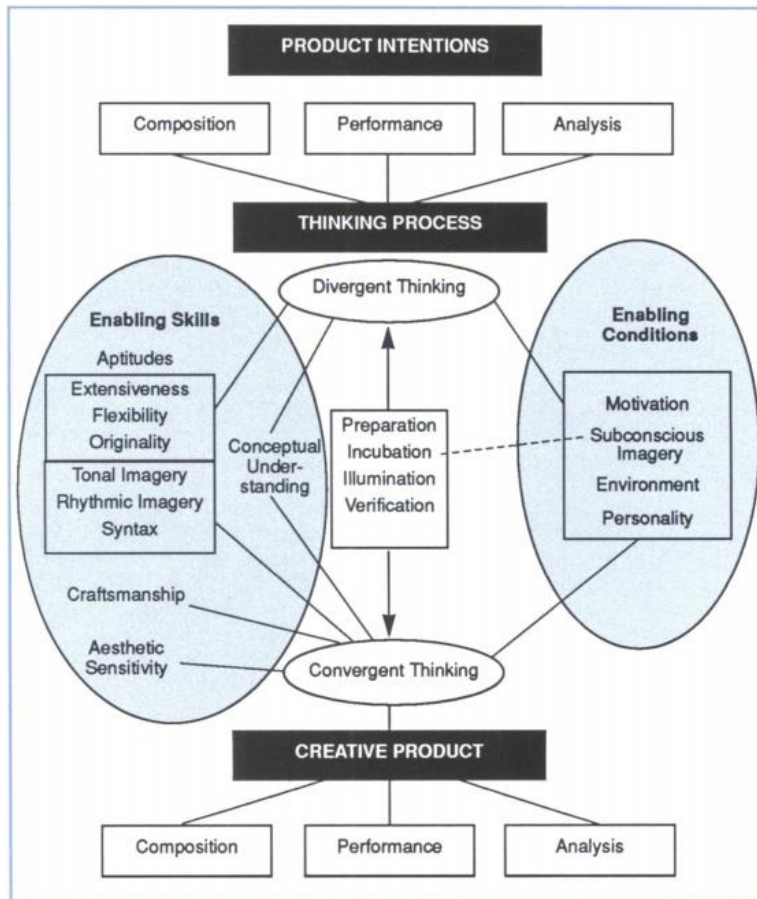 PRODUCT INTENTIONS
Composition
Performance
Analysis
THINKING PROCESS
Divergent Thinking
Enabling Skills
Aptitudes
Extensiveness
Flexibility
Originality
Tonal Imagery
Rhythmic Imagery
Syntax
Conceptual
Under-
standing
Craftsmanship
Aesthetic
Sensitivity
Preparation
Incubation
Illumination
Verification
Enabling
Conditions
Motivation
Subconscious
Imagery
Environment
Personality
Convergent Thinking
CREATIVE PRODUCT
Composition
Performance
Analysis